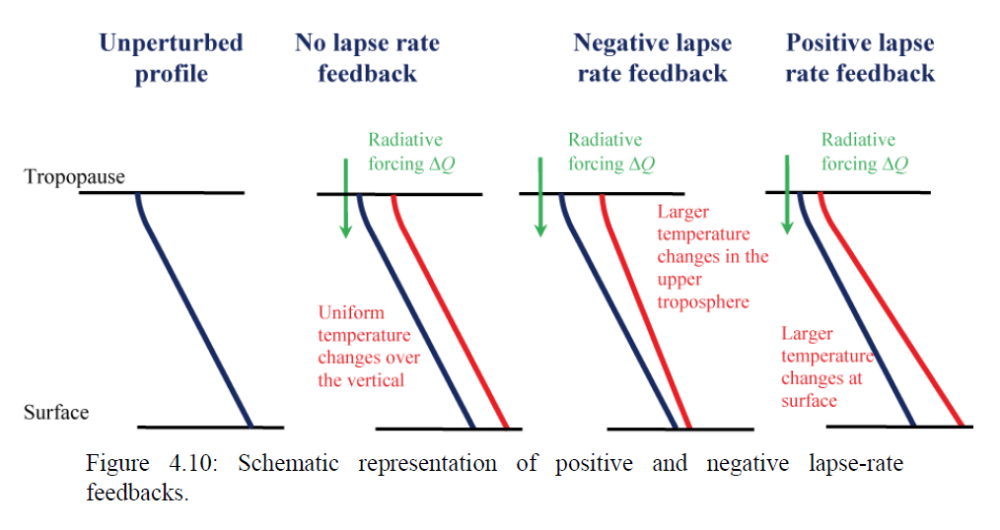 Unperturbed
profile
No lapse rate
feedback
Negative lapse
rate feedback
Positive lapse
rate feedback
Radiative
forcing ΔQ
Radiative
forcing ΔQ
Radiative
forcing ΔQ
Tropopause
Larger
temperature
changes in the
upper
troposphere
Uniform
temperature
changes over
the vertical
Larger
temperature
changes at
surface
Surface
Figure 4.10: Schematic representation of positive and negative lapse-rate
feedbacks.